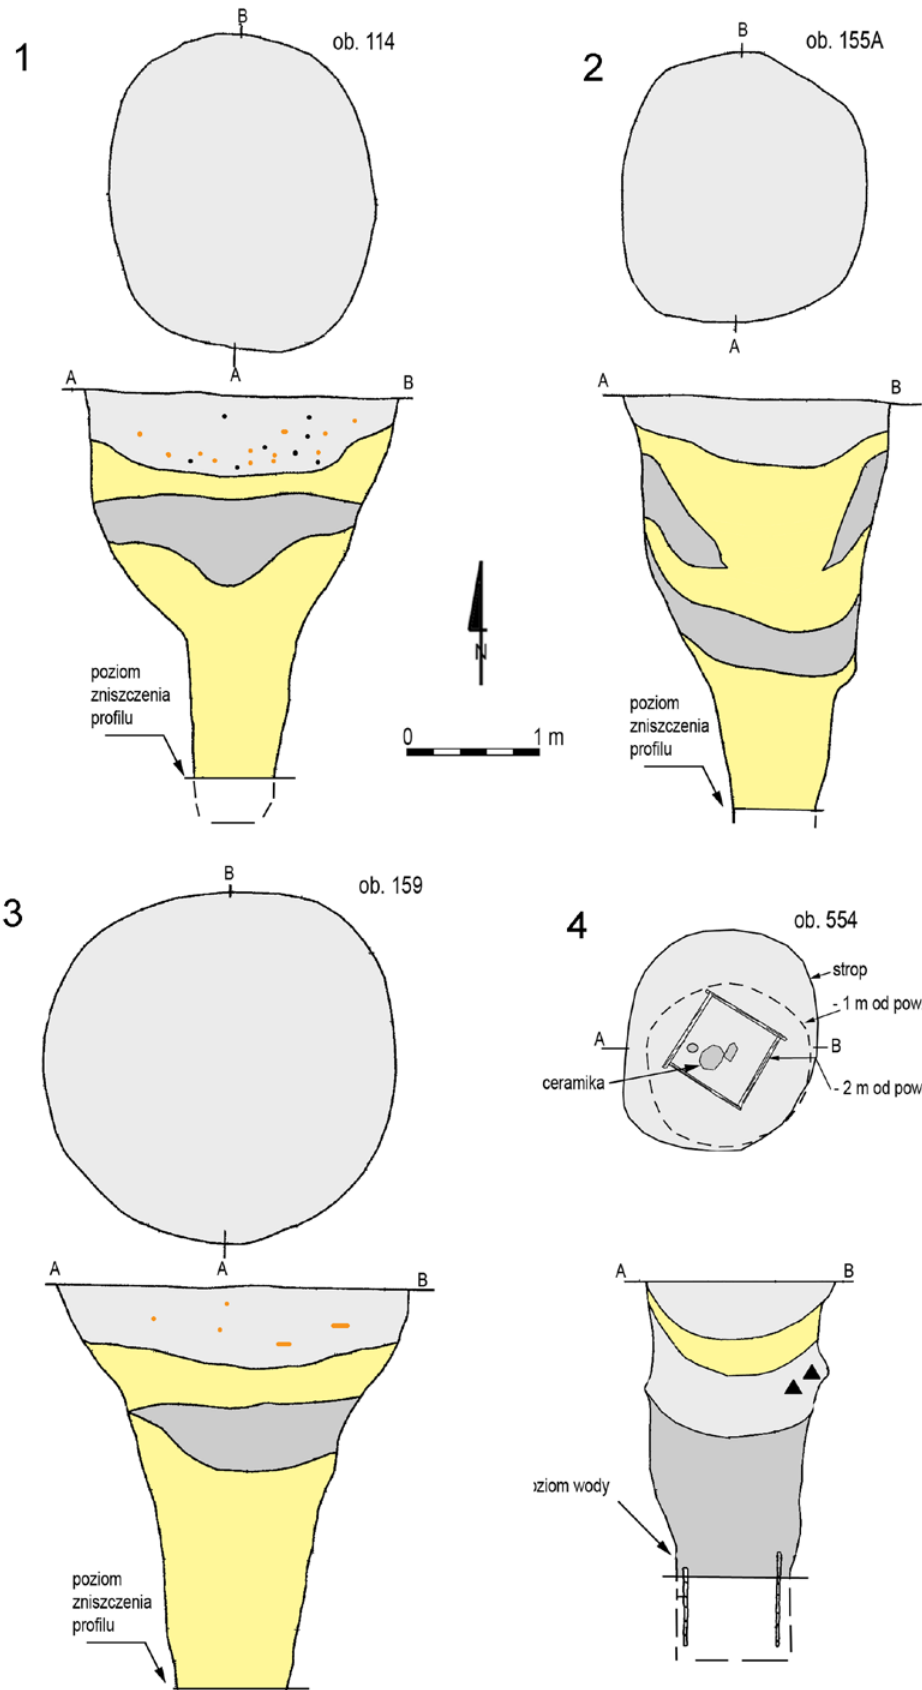 1
B
ob. 114
A
A
B
poziom
zniszczenia
profilu
2
B
ob. 155A
A
A
B
poziom
zniszczenia
profilu
N
0 1 m
3
B
ob. 159
A
A
B
poziom
zniszczenia
profilu
4
ob. 554
strop
- 1 m od pow
A
B
ceramika
- 2 m od pow
A
B
oziom wody